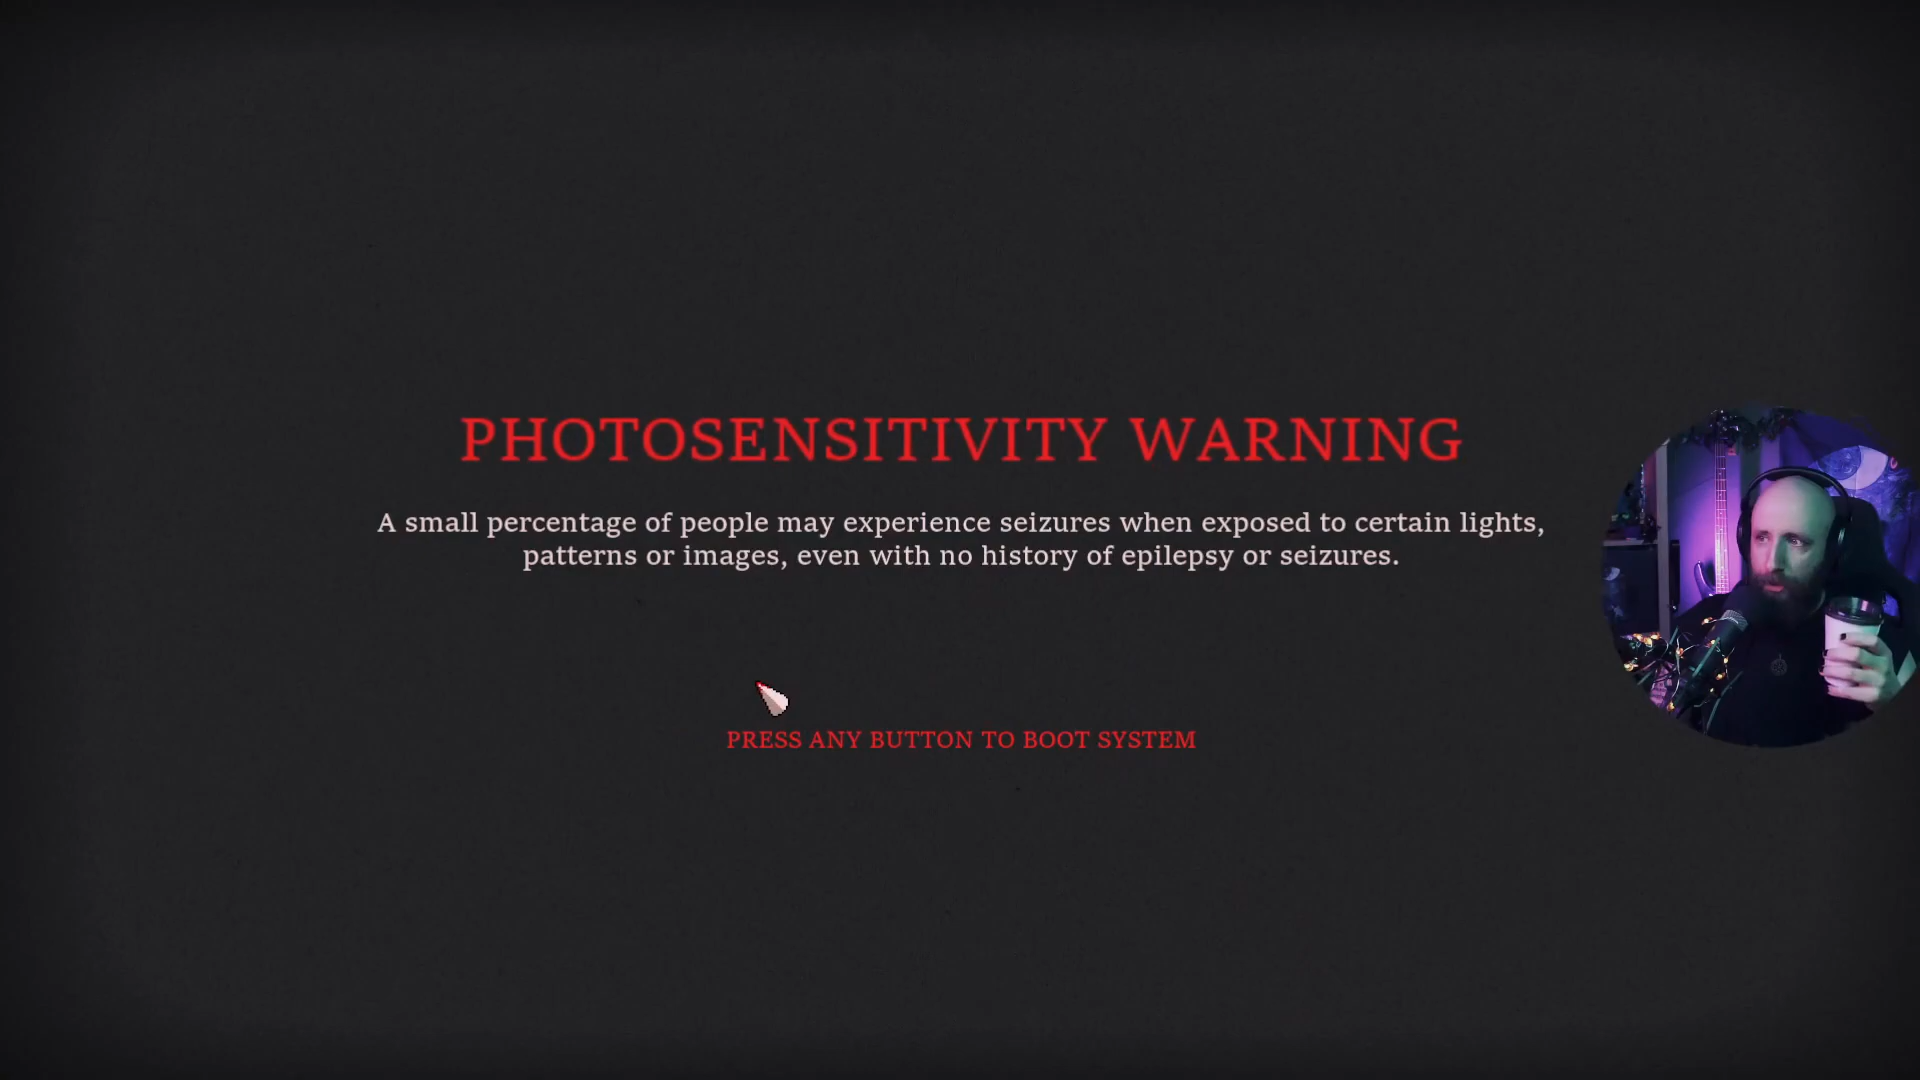 PHOTOSENSITIVITY WARNING
A small percentage of people may experience seizures when exposed to certain lights,
patterns or images, even with no history of epilepsy or seizures.
PRESS ANY BUTTON TO BOOT SYSTEM